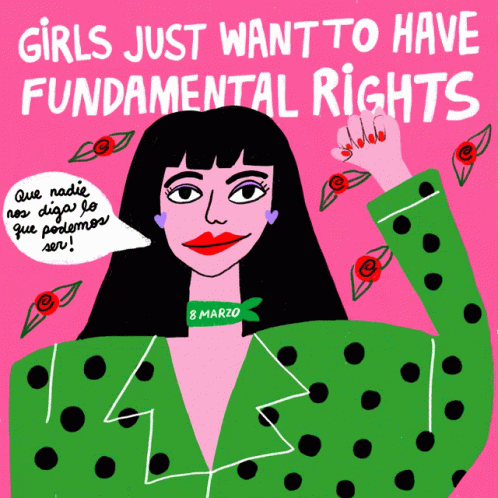 GiRLS JUST WANT TO HAVE
FUNDAMENTAL RiGHTS
Que nadie
nos diga lo
que podemos
ser!
8 MARZO